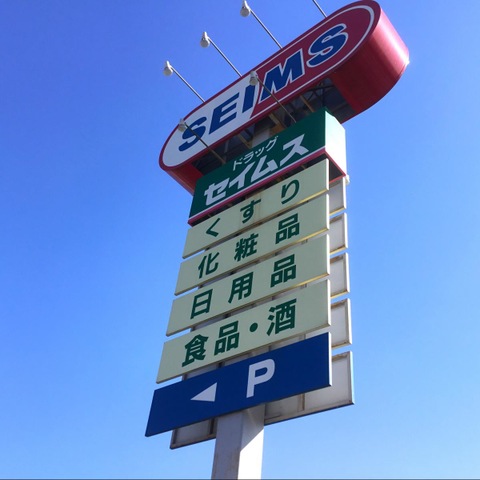 SEIMS
ドラッグ
セイムス
くすり
化粧品
日用品
食品・酒
◀ P